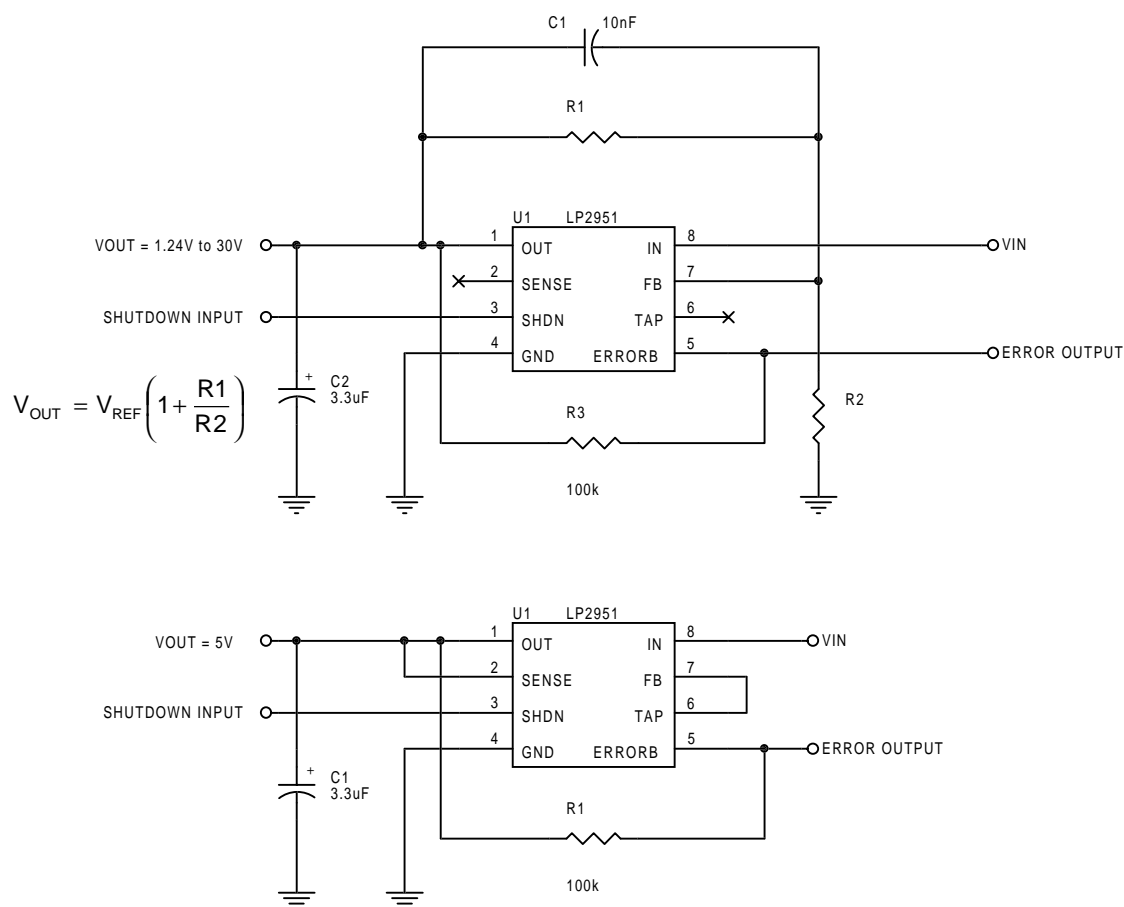 C1 10nF
R1
U1 LP2951
VOUT = 1.24V to 30V
1 OUT IN 8
VIN
2 SENSE FB 7
SHUTDOWN INPUT
3 SHDN TAP 6
4 GND ERRORB 5
ERROR OUTPUT
+ C2
3.3uF
V_OUT = V_REF(1 + R1/R2)
R3
R2
100k
U1 LP2951
VOUT = 5V
1 OUT IN 8
VIN
2 SENSE FB 7
SHUTDOWN INPUT
3 SHDN TAP 6
4 GND ERRORB 5
ERROR OUTPUT
+ C1
3.3uF
R1
100k